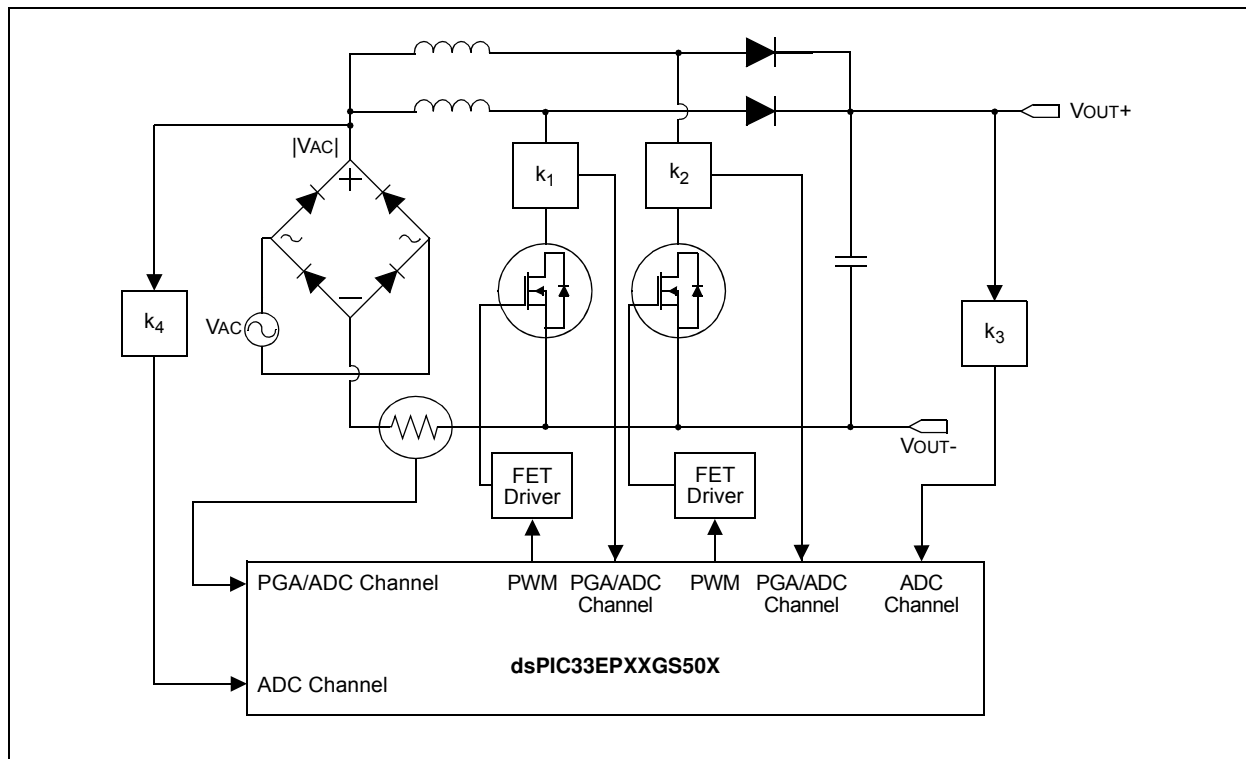 VOUT+
|VAC|
k1
k2
k4
VAC
k3
VOUT-
FET
Driver
FET
Driver
PGA/ADC Channel
PWM
PGA/ADC
Channel
PWM
PGA/ADC
Channel
ADC
Channel
dsPIC33EPXXGS50X
ADC Channel